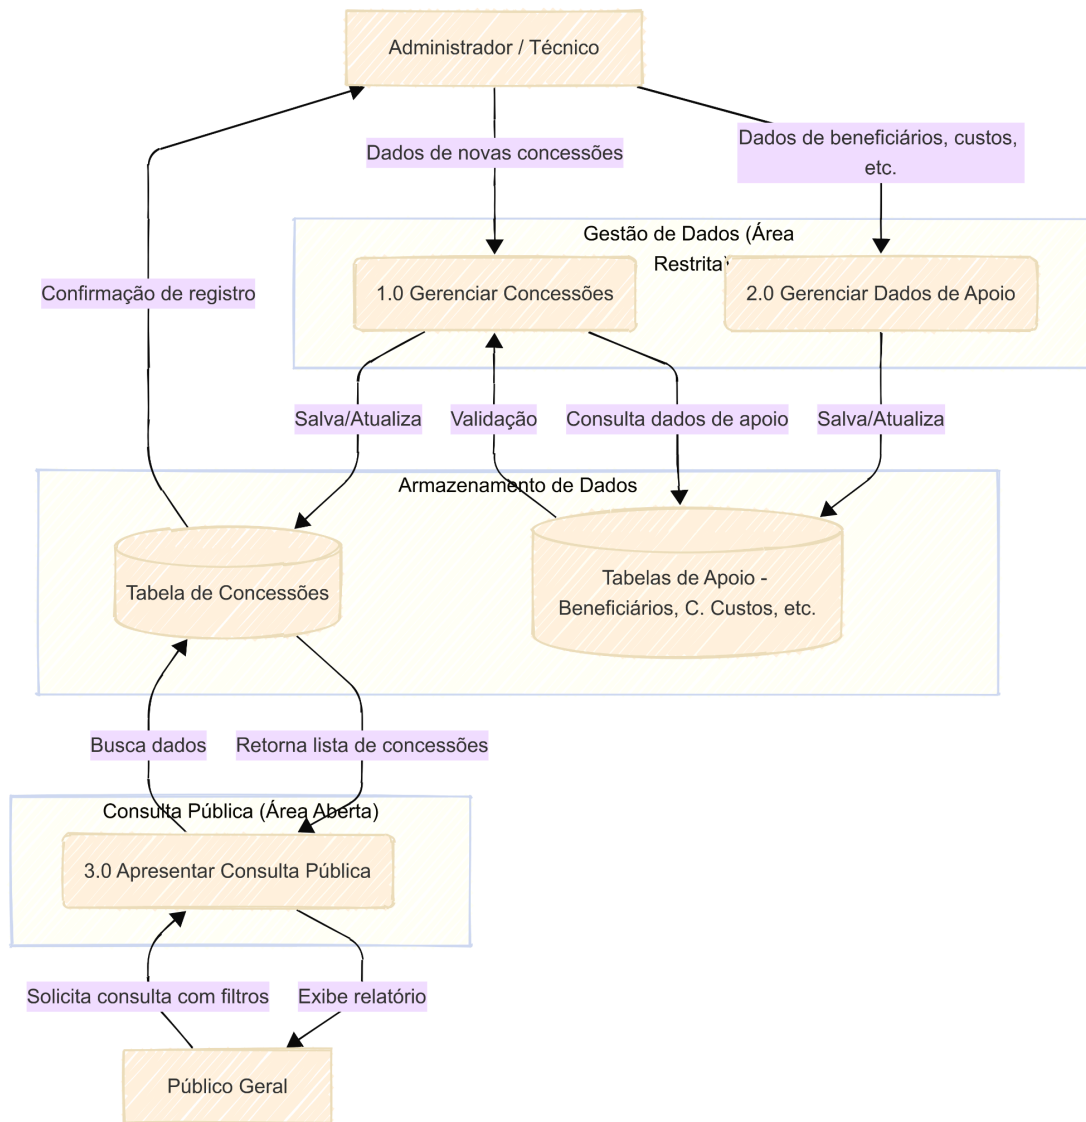 Administrador / Técnico
Dados de novas concessões
Dados de beneficiários, custos,
etc.
Gestão de Dados (Área
Restrita)
Confirmação de registro
1.0 Gerenciar Concessões
2.0 Gerenciar Dados de Apoio
Salva/Atualiza
Validação
Consulta dados de apoio
Salva/Atualiza
Armazenamento de Dados
Tabela de Concessões
Tabelas de Apoio -
Beneficiários, C. Custos, etc.
Busca dados
Retorna lista de concessões
Consulta Pública (Área Aberta)
3.0 Apresentar Consulta Pública
Solicita consulta com filtros
Exibe relatório
Público Geral